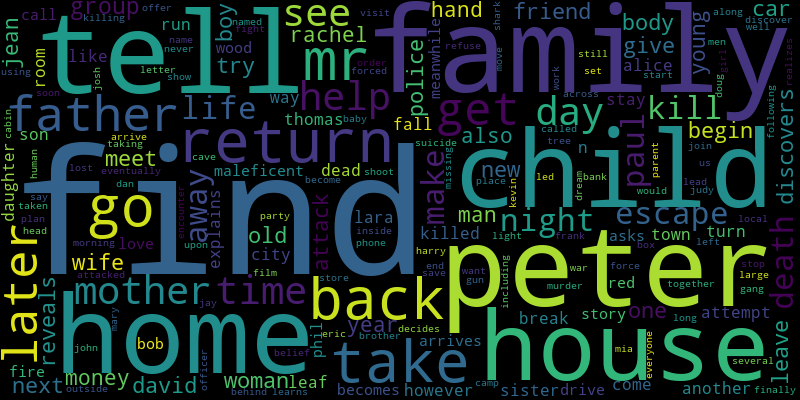 call
killing
group
jean
boy
run
name
never
wood
using
josh
letter
show
like
room
try
tell
see
rachel
mr
family
hand
friend
offer
named
fight
refuse
shark
visit
along
discover
well
men
car
body
give
alice
young
girl
doug
realizes
police
meanwhile
move
order
forced
still
set
work
across
start
kill
father
life
help
way
thomas
baby
get
day
stay
fall
also
begin
discovers
following
soon
son
meet
return
arrive
taking
cave
suicide
called
tree
n
paul
parent
join
us
cabin
daughter
human
lost
eventually
maleficent
dead
shoot
become
missing
make
new
place
led
kevin
dream
bank
would
lead
judy
child
find
go
away
explains
encounter
dan
say
taken
plan
head
morning
love
upon
party
lara
inside
phone
killed
man
night
escape
asks
town
turn
local
death
wife
attacked
old
city
film
attack
harry
light
frank
box
left
later
mother
time
store
end
save
want
gun
including
war
force
red
together
stop
large
gang
peter
reveals
mary
jay
back
year
decides
murder
story
one
long
attempt
leave
home
john
bob
belief
eric
phil
brother
arrives
break
house
mia
everyone
several
fire
money
david
officer
woman
leaf
take
next
outside
behind
learns
becomes
however
camp
sister
drive
come
another
finally